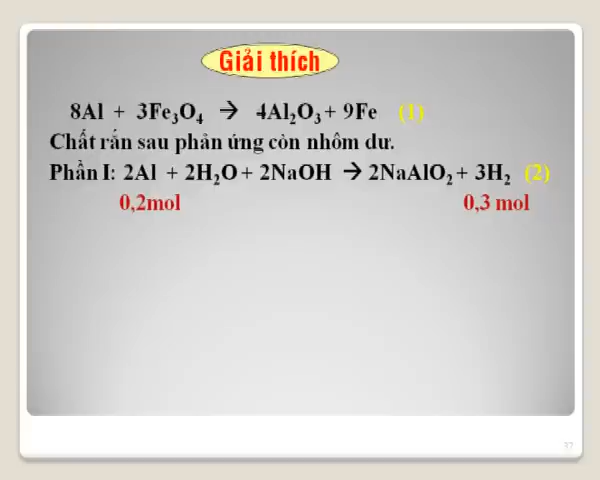 Giải thích
8Al + 3Fe₃O₄ → 4Al₂O₃ + 9Fe (1)
Chất rắn sau phản ứng còn nhôm dư.
Phần I: 2Al + 2H₂O + 2NaOH → 2NaAlO₂ + 3H₂ (2)
0,2mol 0,3 mol
37